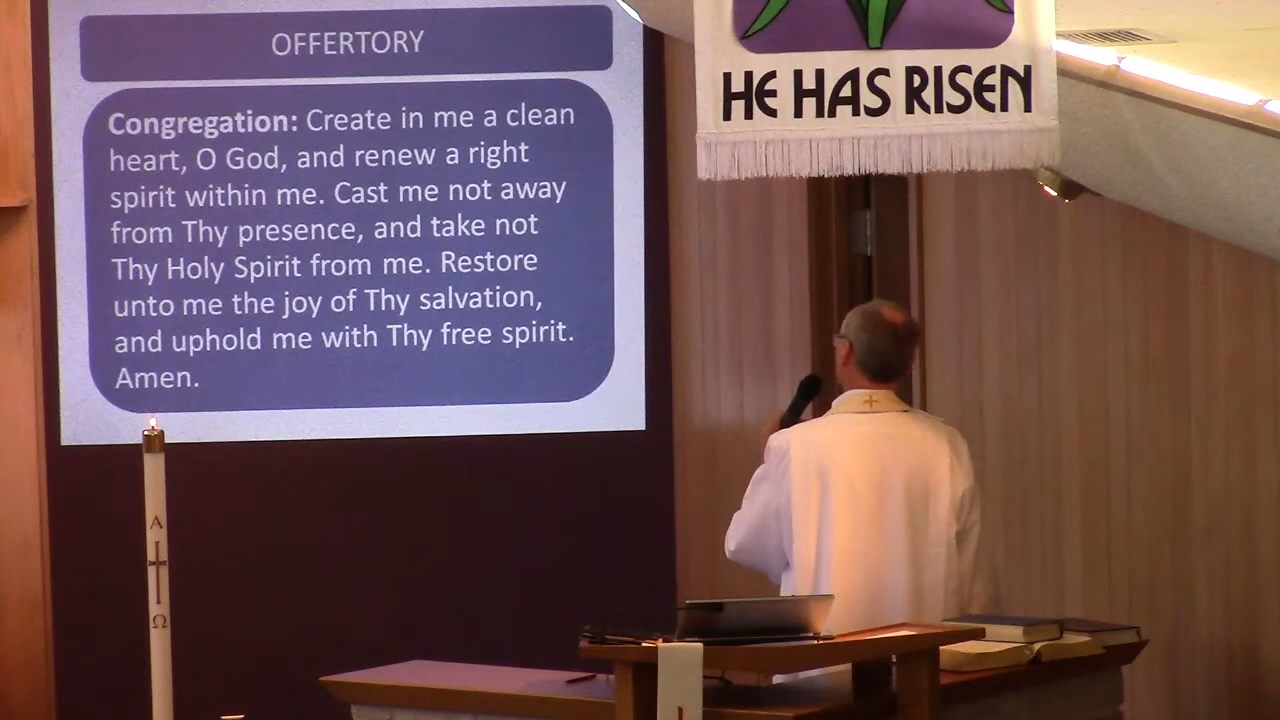 OFFERTORY
Congregation: Create in me a clean
heart, O God, and renew a right
spirit within me. Cast me not away
from Thy presence, and take not
Thy Holy Spirit from me. Restore
unto me the joy of Thy salvation,
and uphold me with Thy free spirit.
Amen.
HE HAS RISEN
Α
Ω